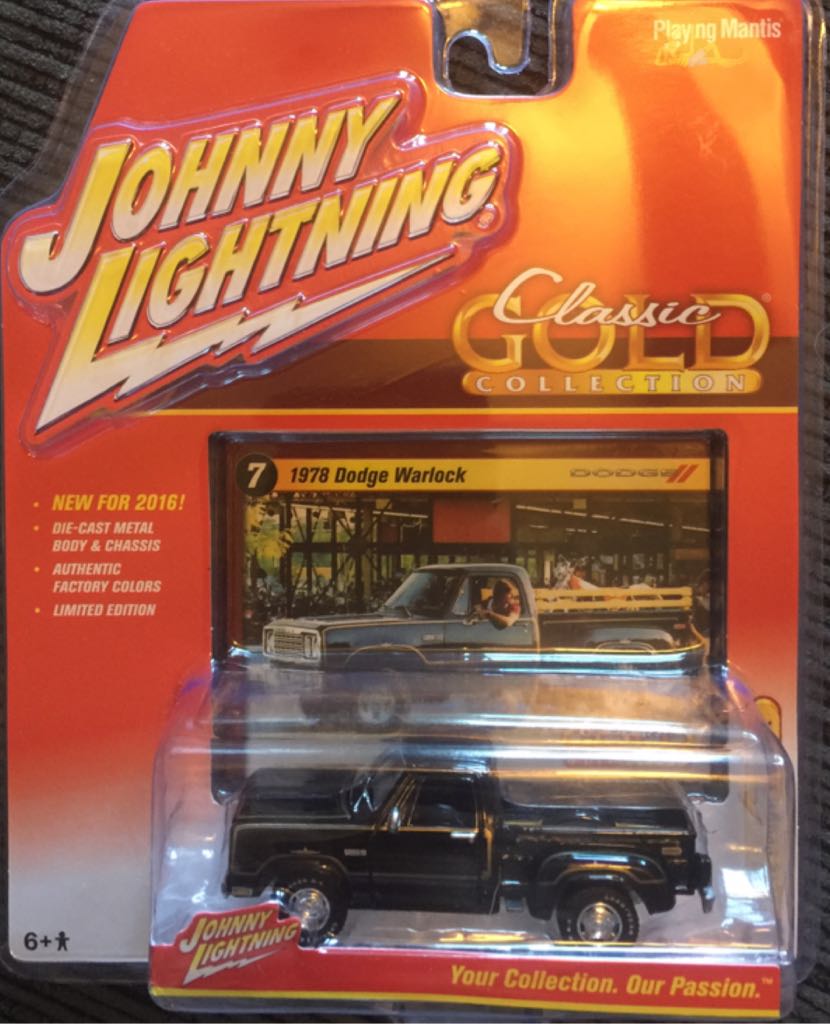 Playing Mantis
JOHNNY
LIGHTNING®
Classic
GOLD®
COLLECTION
7 1978 Dodge Warlock DODGE
• NEW FOR 2016!
• DIE-CAST METAL
BODY & CHASSIS
• AUTHENTIC
FACTORY COLORS
• LIMITED EDITION
6+
JOHNNY
LIGHTNING
Your Collection. Our Passion.™